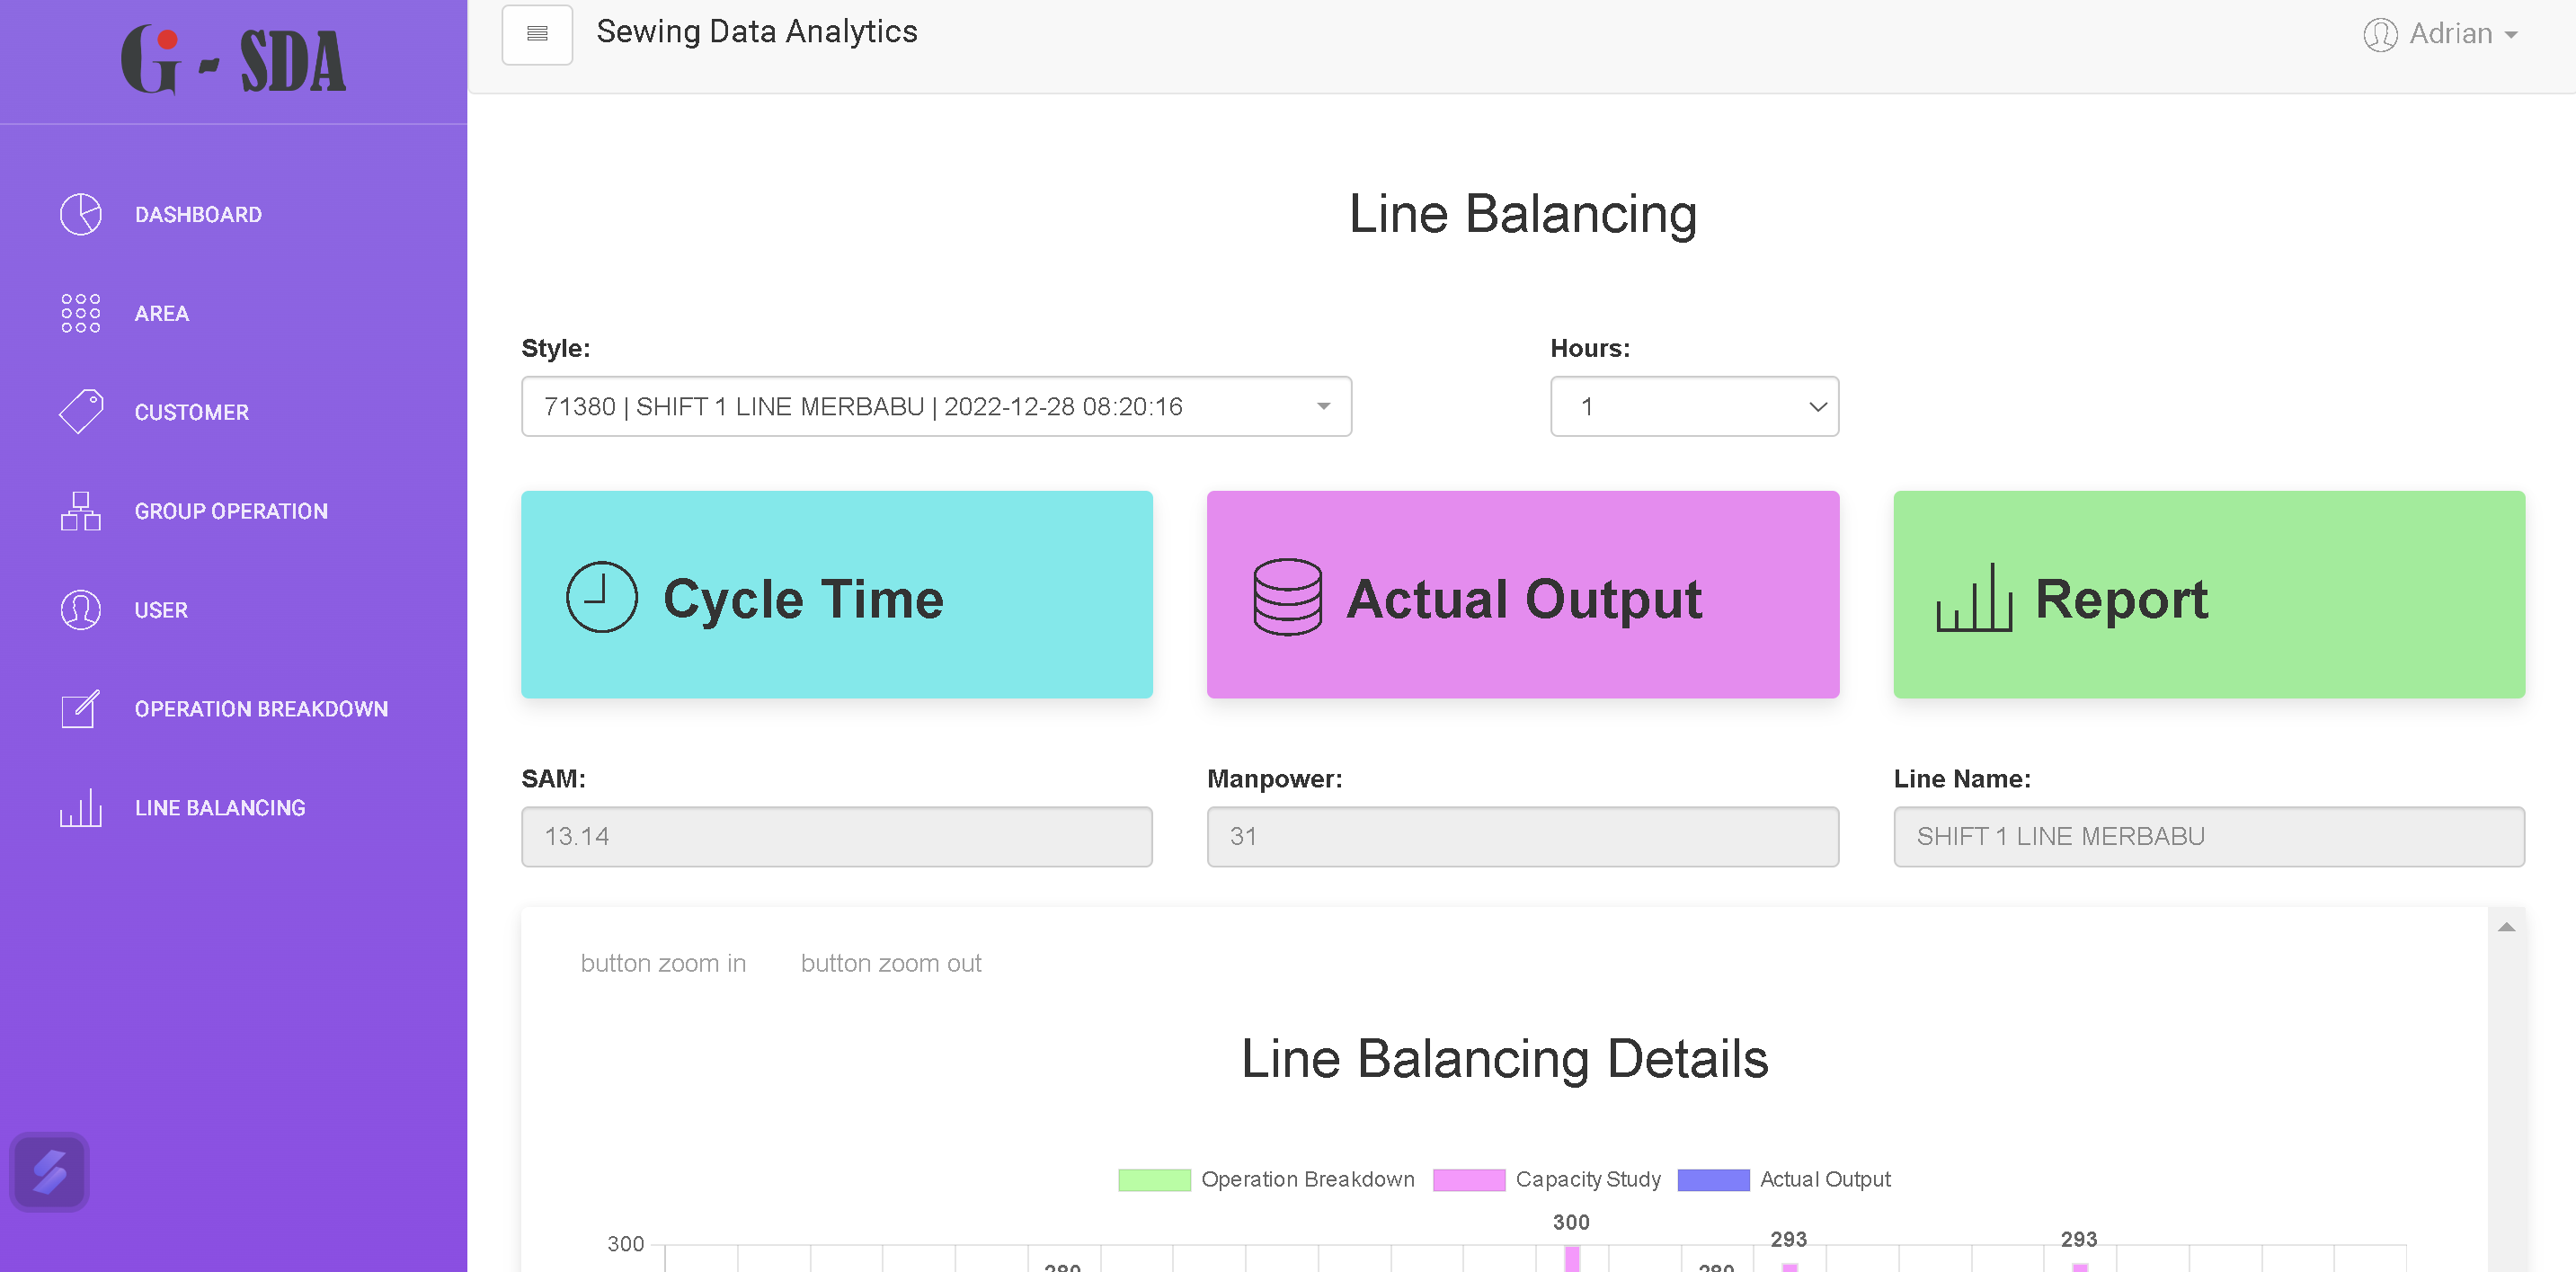 G - SDA
Sewing Data Analytics
Adrian
DASHBOARD
AREA
CUSTOMER
GROUP OPERATION
USER
OPERATION BREAKDOWN
LINE BALANCING
Line Balancing
Style:
Hours:
71380 | SHIFT 1 LINE MERBABU | 2022-12-28 08:20:16
1
Cycle Time
Actual Output
Report
SAM:
Manpower:
Line Name:
13.14
31
SHIFT 1 LINE MERBABU
button zoom in
button zoom out
Line Balancing Details
Operation Breakdown
Capacity Study
Actual Output
300
300
293
293